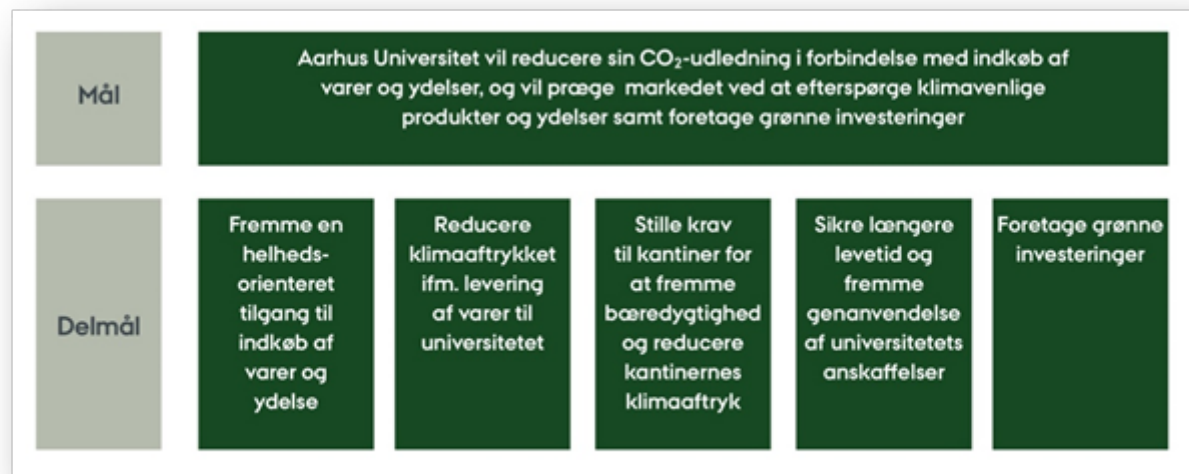 Mål
Aarhus Universitet vil reducere sin CO₂-udledning i forbindelse med indkøb af
varer og ydelser, og vil præge markedet ved at efterspørge klimavenlige
produkter og ydelser samt foretage grønne investeringer
Delmål
Fremme en
helheds-
orienteret
tilgang til
indkøb af
varer og
ydelse
Reducere
klimaaftrykket
ifm. levering
af varer til
universitetet
Stille krav
til kantiner for
at fremme
bæredygtighed
og reducere
kantinernes
klimaaftryk
Sikre længere
levetid og
fremme
genanvendelse
af universitetets
anskaffelser
Foretage grønne
investeringer